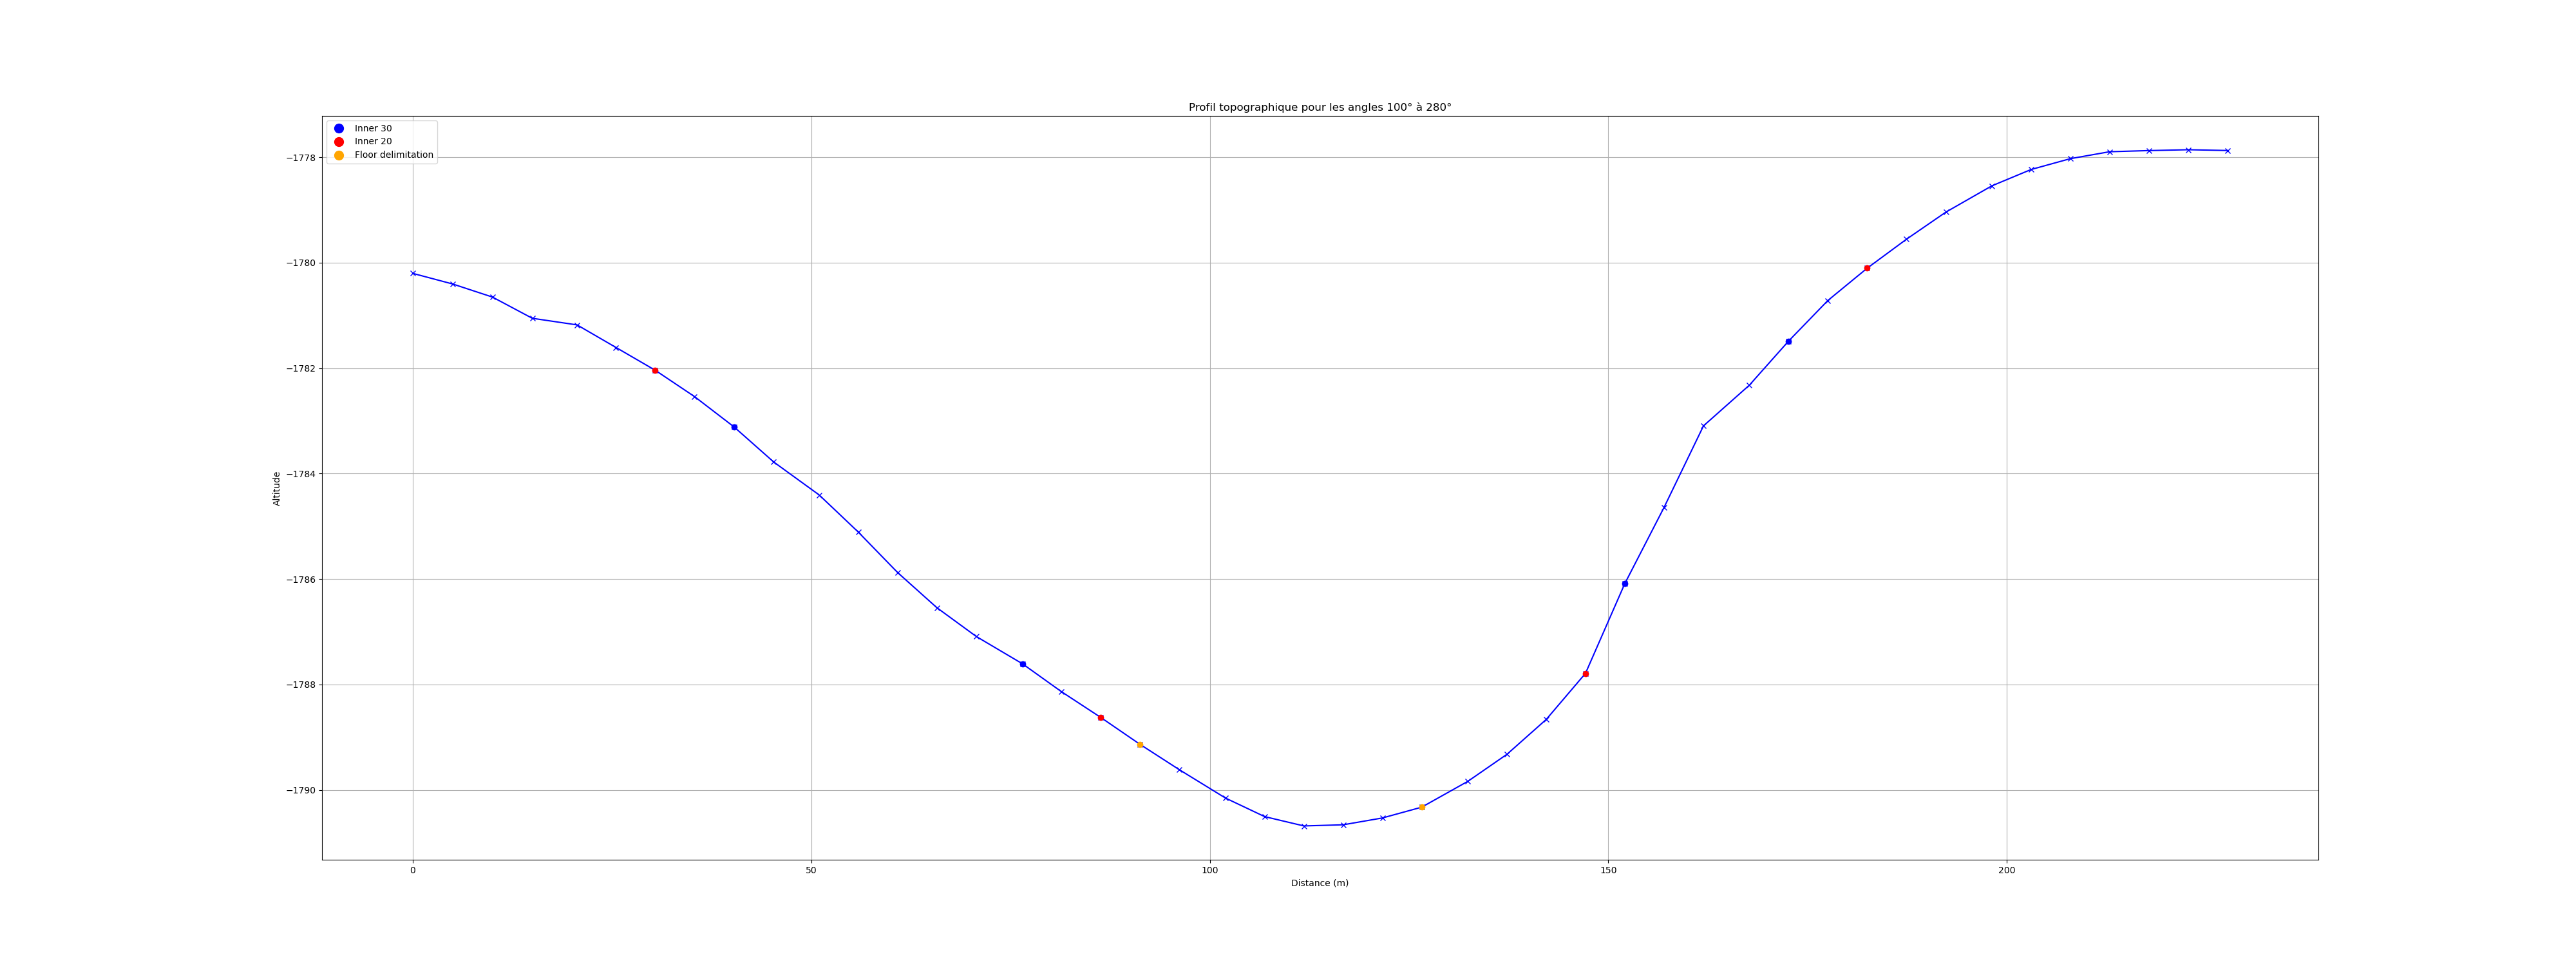 Profil topographique pour les angles 100° à 280°
Inner 30
Inner 20
Floor delimitation
−1778
−1780
−1782
−1784
−1786
−1788
−1790
Altitude
0 50 100 150 200
Distance (m)